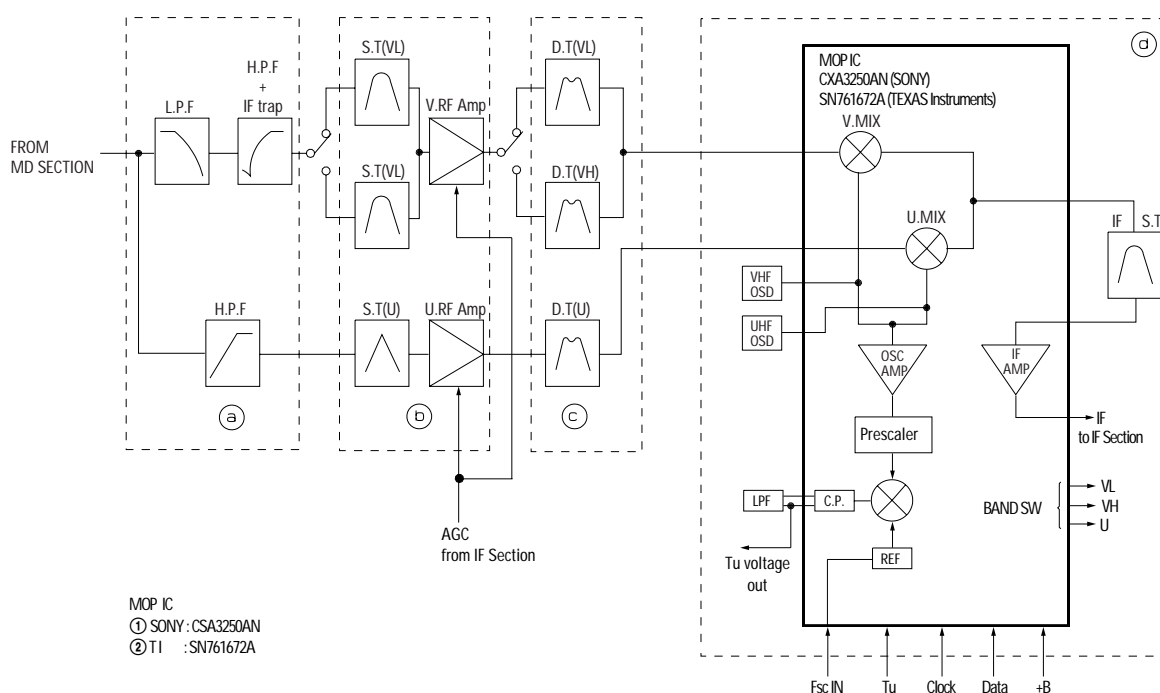 FROM
MD SECTION
L.P.F
H.P.F
+
IF trap
H.P.F
a
S.T(VL)
S.T(VL)
V.RF Amp
S.T(U)
U.RF Amp
b
D.T(VL)
D.T(VH)
D.T(U)
c
AGC
from IF Section
d
MOP IC
CXA3250AN (SONY)
SN761672A (TEXAS Instruments)
V.MIX
U.MIX
VHF
OSD
UHF
OSD
OSC
AMP
IF
AMP
IF S.T
IF
to IF Section
Prescaler
LPF
C.P.
REF
Tu voltage
out
BAND SW
VL
VH
U
Fsc IN
Tu
Clock
Data
+B
MOP IC
① SONY : CSA3250AN
② TI : SN761672A